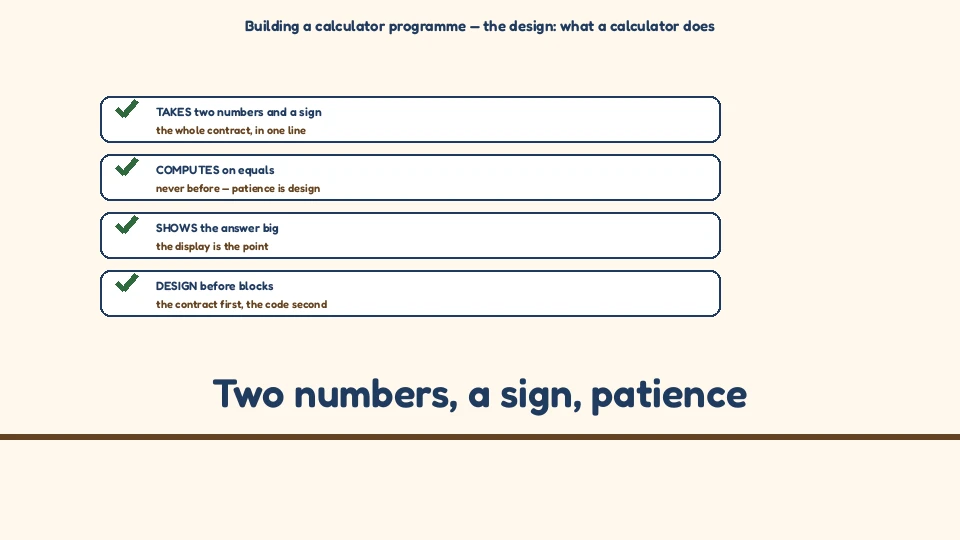 Building a calculator programme – the design: what a calculator does
TAKES two numbers and a sign
the whole contract, in one line
COMPUTES on equals
never before – patience is design
SHOWS the answer big
the display is the point
DESIGN before blocks
the contract first, the code second
Two numbers, a sign, patience